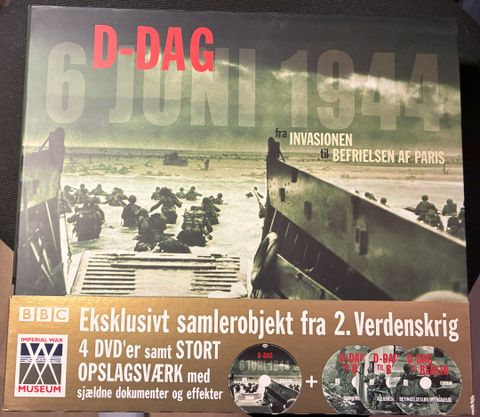 D-DAG
6 JUNI 1944
fra INVASIONEN
til BEFRIELSEN AF PARIS
BBC
IMPERIAL WAR
MUSEUM
Eksklusivt samlerobjekt fra 2. Verdenskrig
4 DVD'er samt STORT
OPSLAGSVÆRK med
sjældne dokumenter og effekter
D-DAG
6 JUNI 1944
+